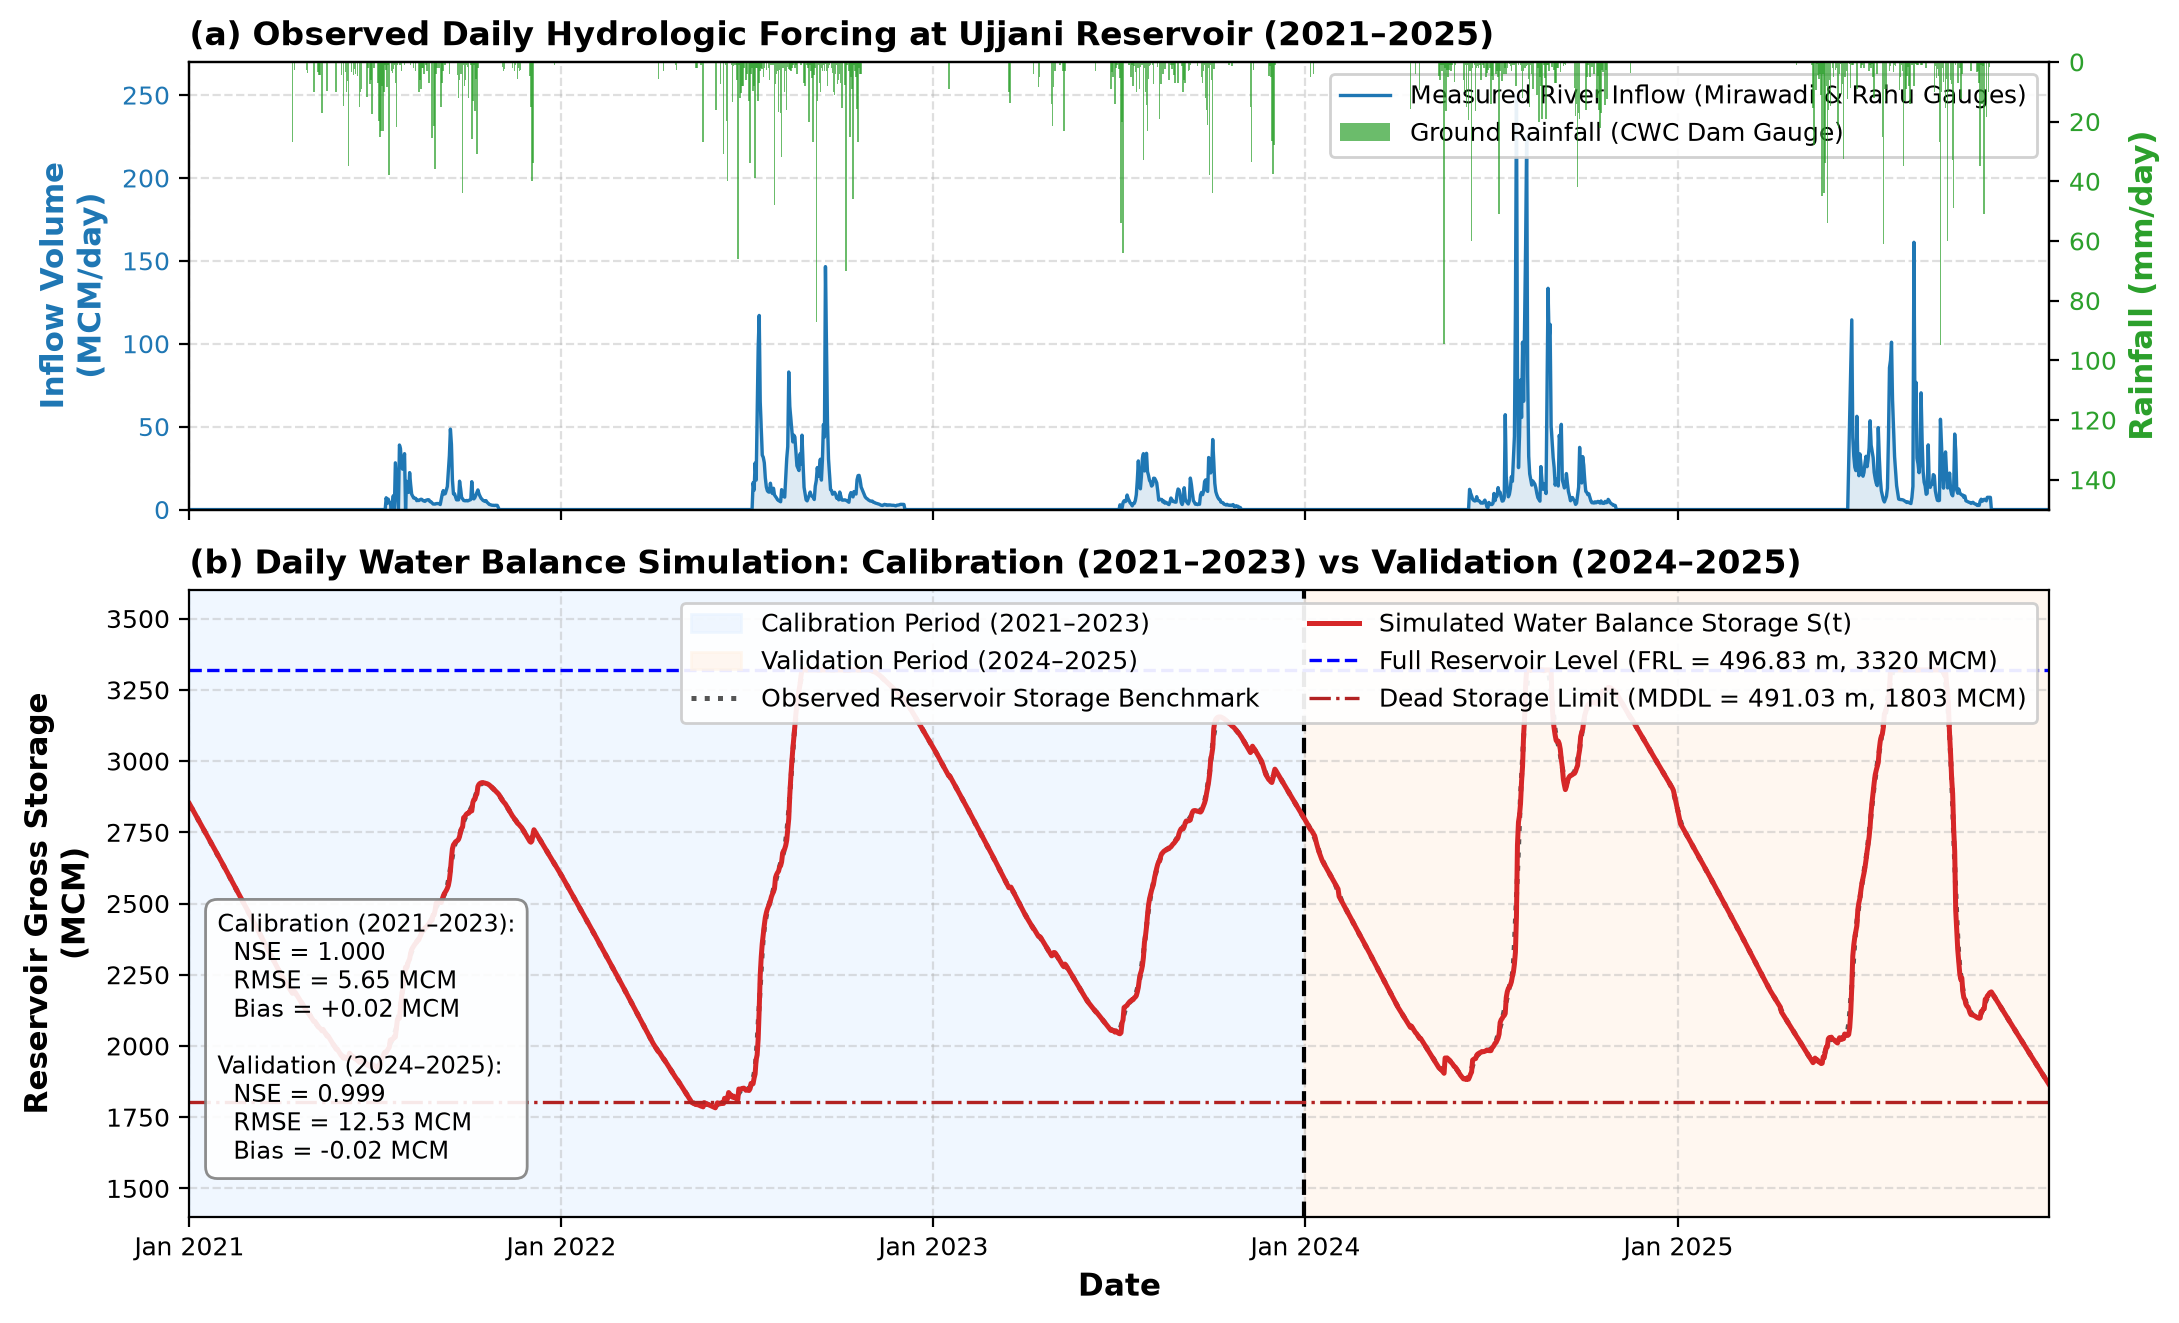 (a) Observed Daily Hydrologic Forcing at Ujjani Reservoir (2021–2025)
Inflow Volume
(MCM/day)
250
200
150
100
50
0
Measured River Inflow (Mirawadi & Rahu Gauges)
Ground Rainfall (CWC Dam Gauge)
0
20
40
60
80
100
120
140
Rainfall (mm/day)
(b) Daily Water Balance Simulation: Calibration (2021–2023) vs Validation (2024–2025)
Reservoir Gross Storage
(MCM)
3500
3250
3000
2750
2500
2250
2000
1750
1500
Calibration Period (2021–2023)
Validation Period (2024–2025)
Observed Reservoir Storage Benchmark
Simulated Water Balance Storage S(t)
Full Reservoir Level (FRL = 496.83 m, 3320 MCM)
Dead Storage Limit (MDDL = 491.03 m, 1803 MCM)
Calibration (2021–2023):
NSE = 1.000
RMSE = 5.65 MCM
Bias = +0.02 MCM
Validation (2024–2025):
NSE = 0.999
RMSE = 12.53 MCM
Bias = -0.02 MCM
Jan 2021
Jan 2022
Jan 2023
Jan 2024
Jan 2025
Date